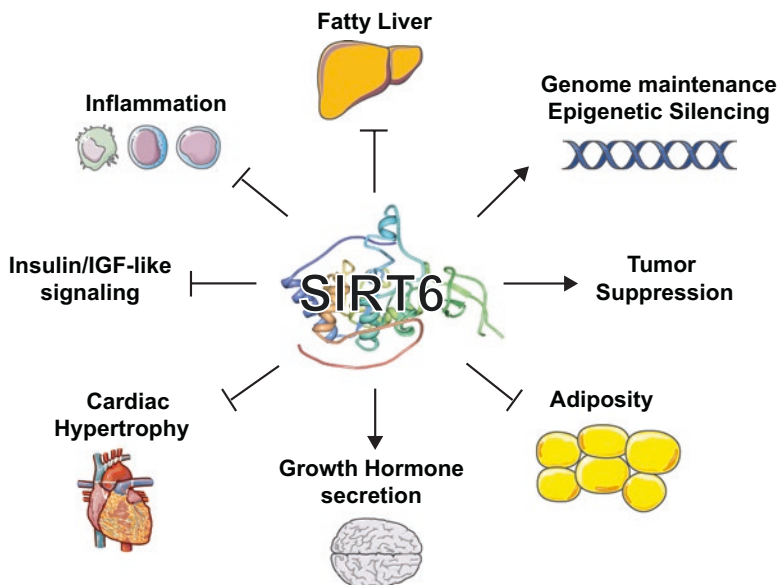 Fatty Liver
Inflammation
Genome maintenance
Epigenetic Silencing
SIRT6
Insulin/IGF-like
signaling
Tumor
Suppression
Cardiac
Hypertrophy
Growth Hormone
secretion
Adiposity